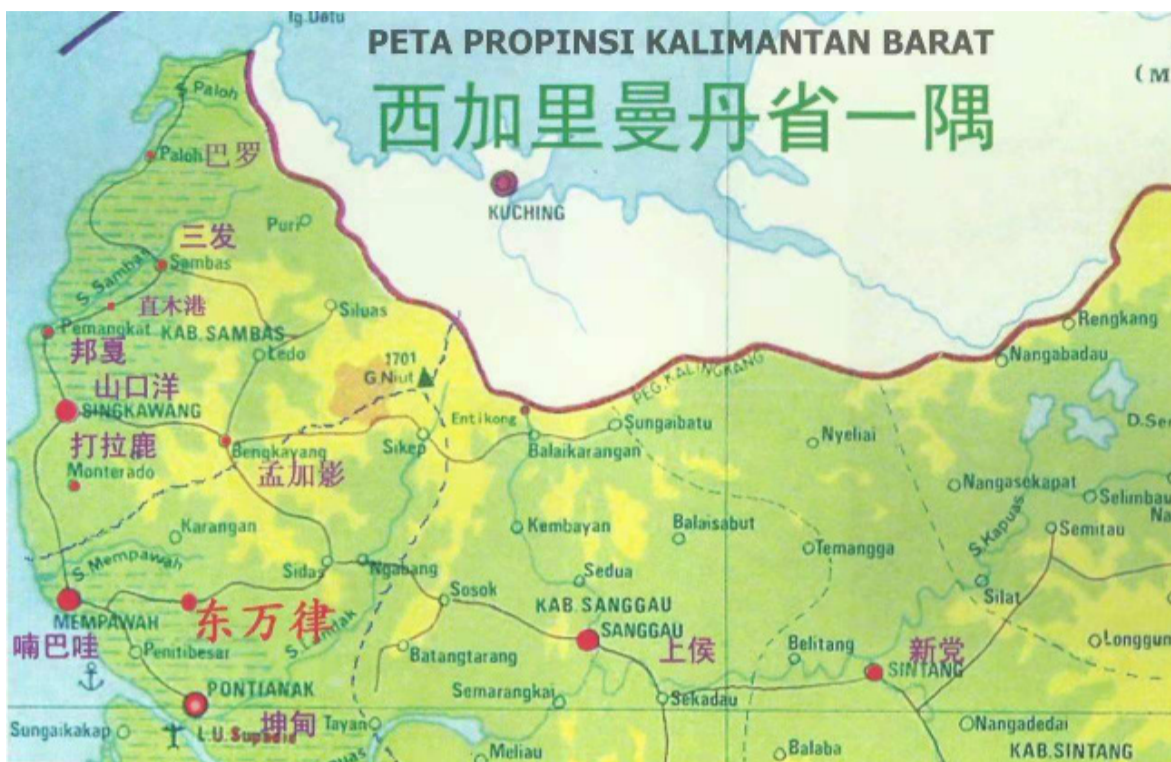 Tg.Datu
PETA PROPINSI KALIMANTAN BARAT
(M
西加里曼丹省一隅
S. Paloh
Paloh 巴罗
KUCHING
Puri
三发
Sambas
S. Sambas
直木港
Siluas
Pemangkat
KAB. SAMBAS
Rengkang
邦戛
Ledo
1701
G.Niut
PEG.KALINGKANG
Nangabadau
山口洋
SINGKAWANG
Entikong
Sungaibatu
D.Se
打拉鹿
Bengkayang
Sikep
Balaikarangan
Nyeliai
Monterado
孟加影
Nangasekapat
Selimbau
Karangan
Kembayan
Balaisabut
S.Kapuas
Na
Semitau
S. Mempawah
Temangga
Sidas
Ngabang
Sosok
Sedua
Silat
MEMPAWAH
东万律
KAB. SANGGAU
SANGGAU
喃巴哇
Penitibesar
S. Landak
Batangtarang
上侯
Belitang
新党
SINTANG
Longgun
PONTIANAK
Semarangkai
Sekadau
Sungaikakap
L.U.Supadio
坤甸
Tayan
Nangadedai
puas
Meliau
Balaba
KAB.SINTANG